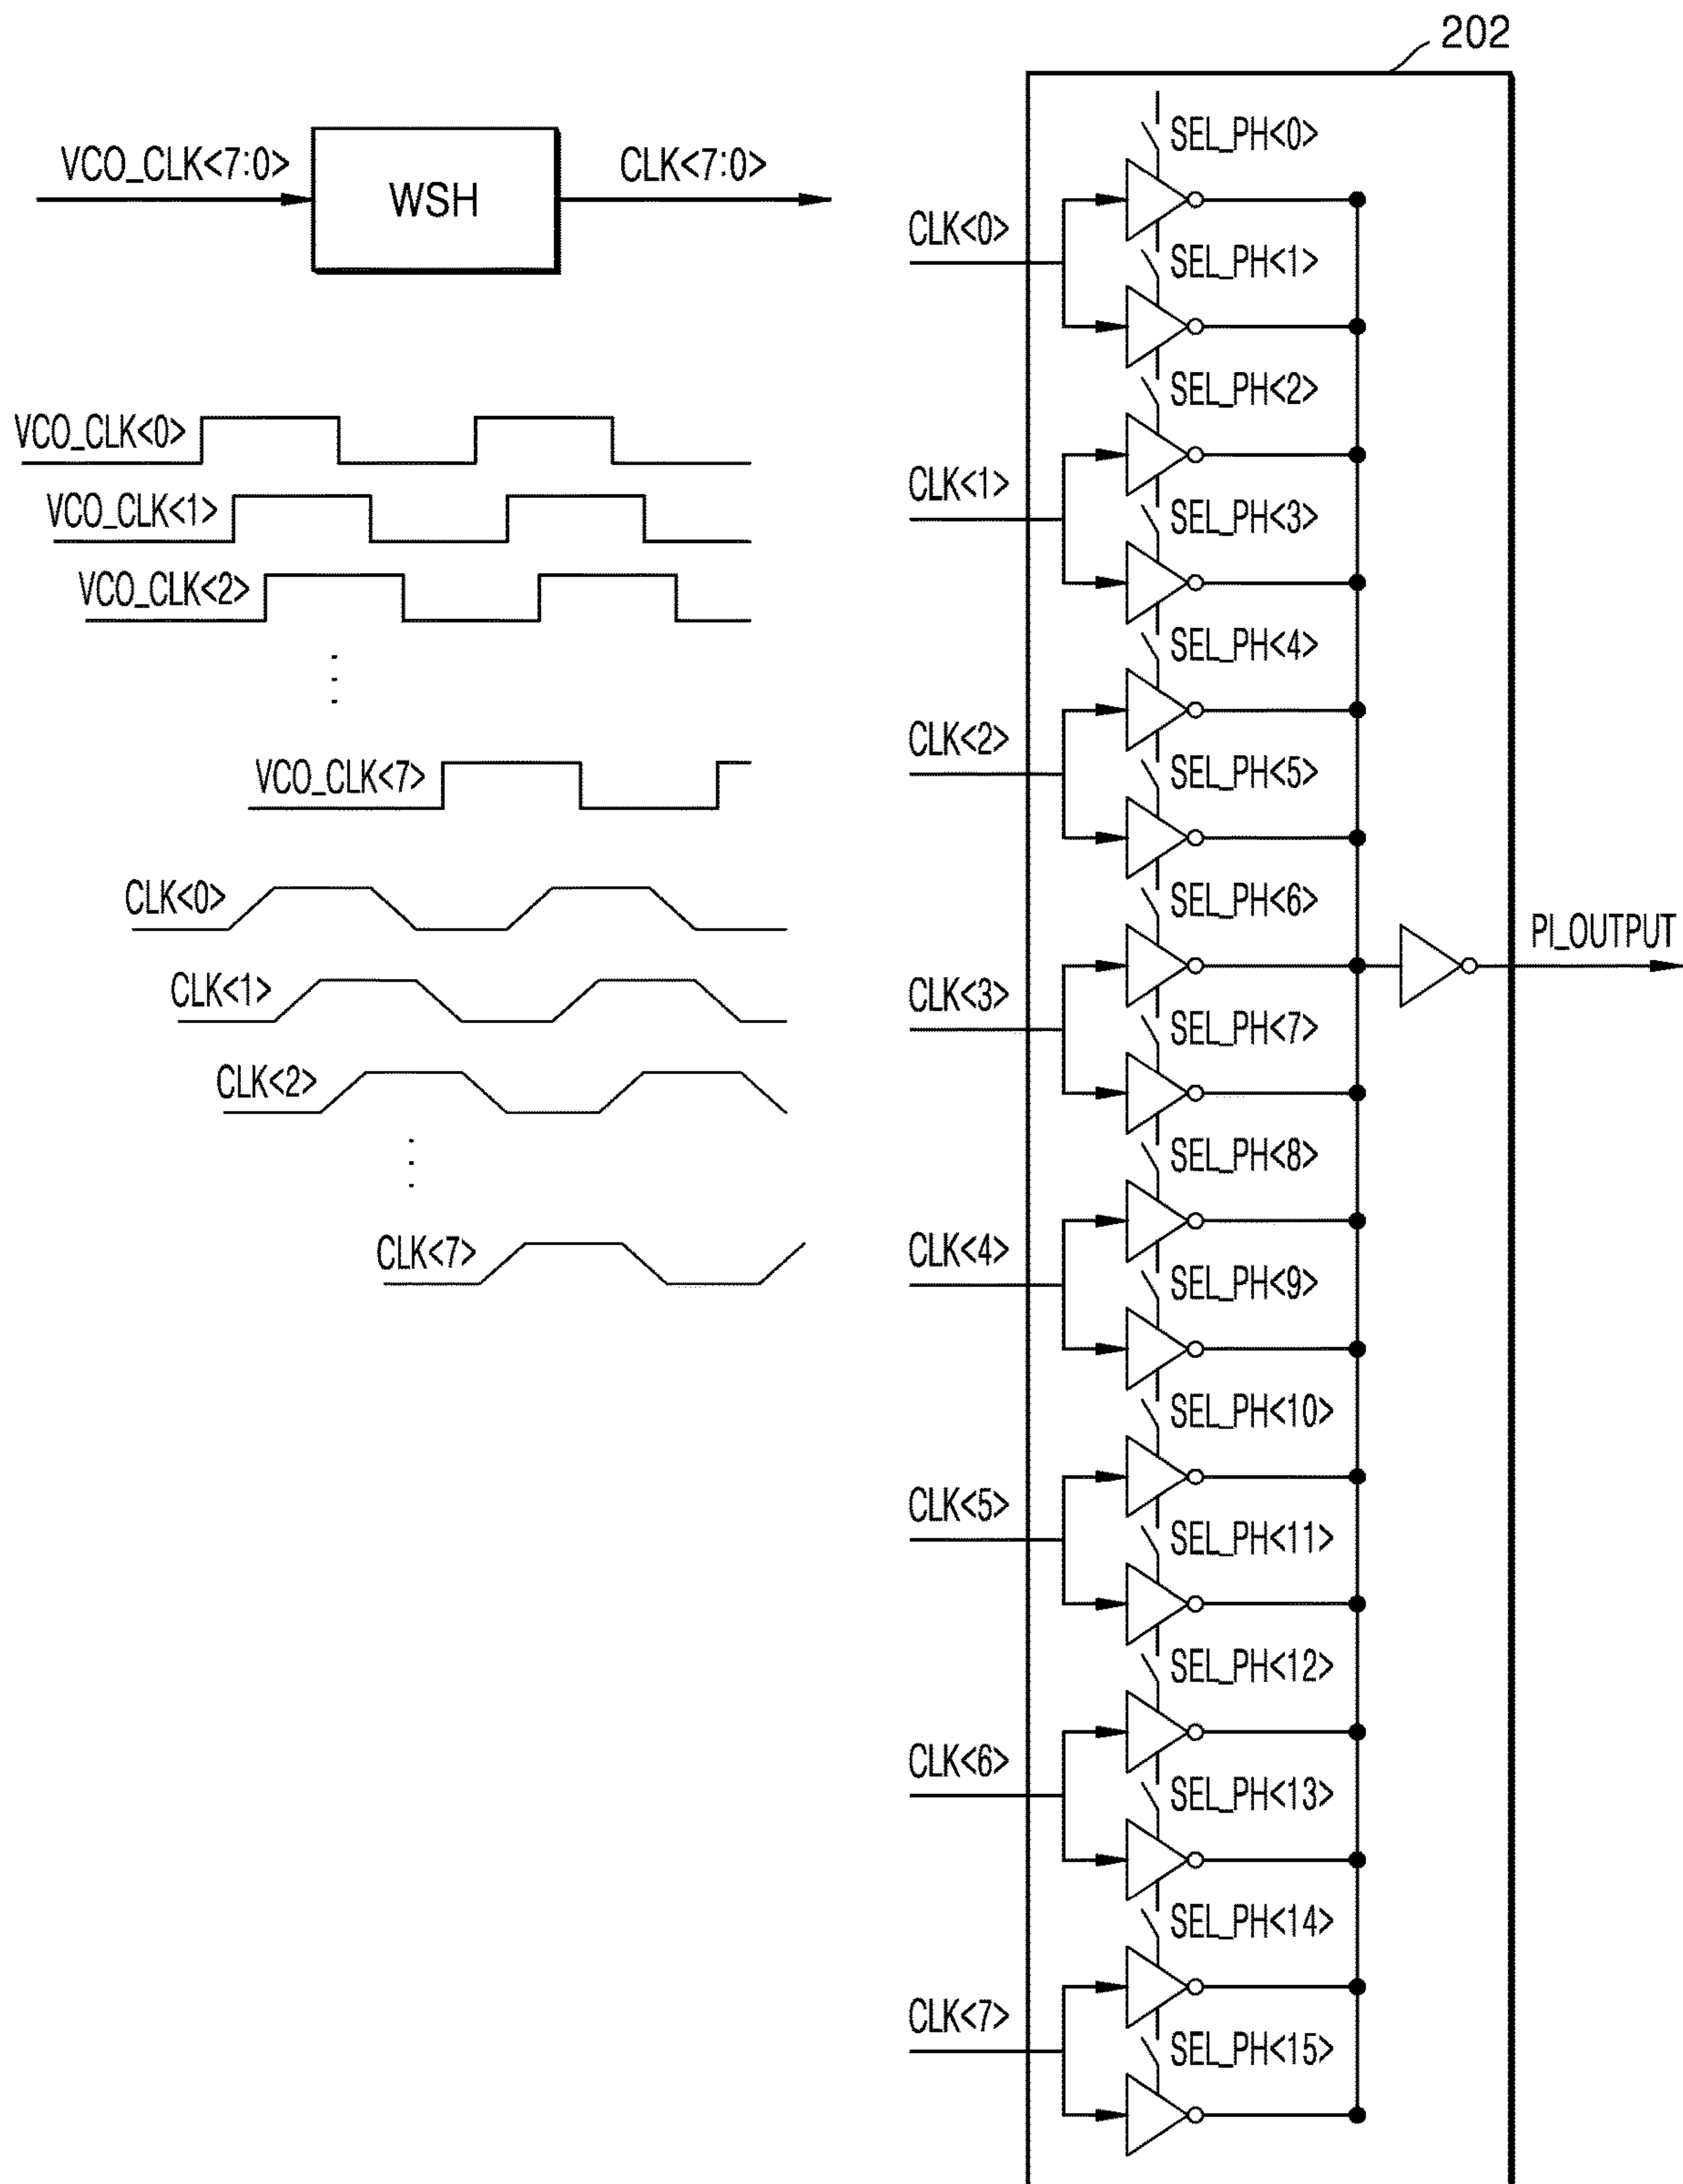 202
VCO_CLK<7:0>
WSH
CLK<7:0>
VCO_CLK<0>
VCO_CLK<1>
VCO_CLK<2>
VCO_CLK<7>
CLK<0>
CLK<1>
CLK<2>
CLK<7>
SEL_PH<0>
CLK<0>
SEL_PH<1>
SEL_PH<2>
CLK<1>
SEL_PH<3>
SEL_PH<4>
CLK<2>
SEL_PH<5>
SEL_PH<6>
PI_OUTPUT
CLK<3>
SEL_PH<7>
SEL_PH<8>
CLK<4>
SEL_PH<9>
SEL_PH<10>
CLK<5>
SEL_PH<11>
SEL_PH<12>
CLK<6>
SEL_PH<13>
SEL_PH<14>
CLK<7>
SEL_PH<15>